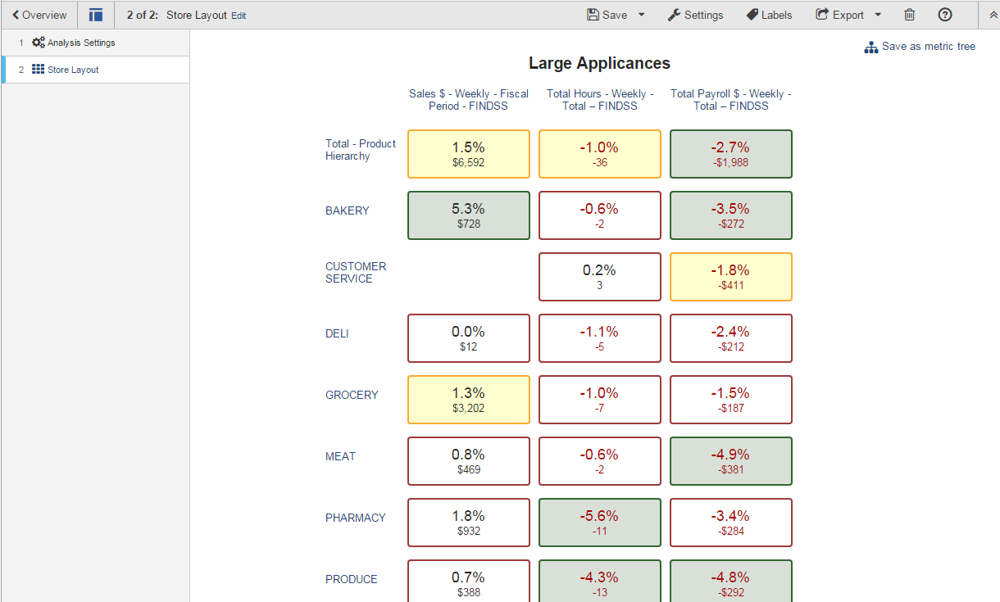 Overview
2 of 2: Store Layout Edit
Save
Settings
Labels
Export
?
1 Analysis Settings
2 Store Layout
Save as metric tree
Large Applicances
Sales $ - Weekly - Fiscal
Period - FINDSS
Total Hours - Weekly -
Total – FINDSS
Total Payroll $ - Weekly -
Total – FINDSS
Total - Product
Hierarchy
1.5%
$6,592
-1.0%
-36
-2.7%
-$1,988
BAKERY
5.3%
$728
-0.6%
-2
-3.5%
-$272
CUSTOMER
SERVICE
0.2%
3
-1.8%
-$411
DELI
0.0%
$12
-1.1%
-5
-2.4%
-$212
GROCERY
1.3%
$3,202
-1.0%
-7
-1.5%
-$187
MEAT
0.8%
$469
-0.6%
-2
-4.9%
-$381
PHARMACY
1.8%
$932
-5.6%
-11
-3.4%
-$284
PRODUCE
0.7%
$388
-4.3%
-13
-4.8%
-$292